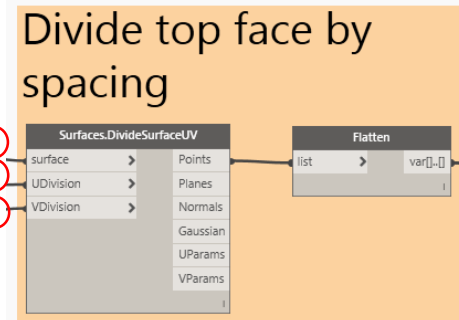 Divide top face by
spacing
Surfaces.DivideSurfaceUV
surface > Points
UDivision > Planes
VDivision > Normals
Gaussian
UParams
VParams
l
Flatten
list > var[]..[]
l